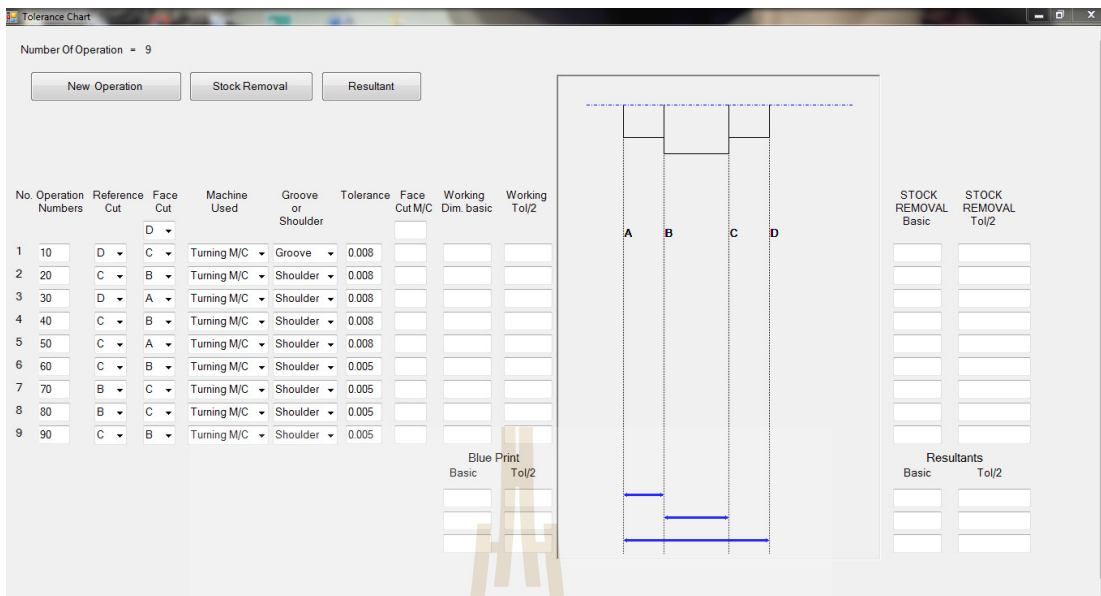 Tolerance Chart
Number Of Operation = 9
New Operation Stock Removal Resultant
No. Operation Numbers Reference Cut Face Cut Machine Used Groove or Shoulder Tolerance Face Cut M/C Working Dim. basic Working Tol/2 STOCK REMOVAL Basic STOCK REMOVAL Tol/2
D
A B C D
1 10 D C Turning M/C Groove 0.008
2 20 C B Turning M/C Shoulder 0.008
3 30 D A Turning M/C Shoulder 0.008
4 40 C B Turning M/C Shoulder 0.008
5 50 C A Turning M/C Shoulder 0.008
6 60 C B Turning M/C Shoulder 0.005
7 70 B C Turning M/C Shoulder 0.005
8 80 B C Turning M/C Shoulder 0.005
9 90 C B Turning M/C Shoulder 0.005
Blue Print Resultants
Basic Tol/2 Basic Tol/2